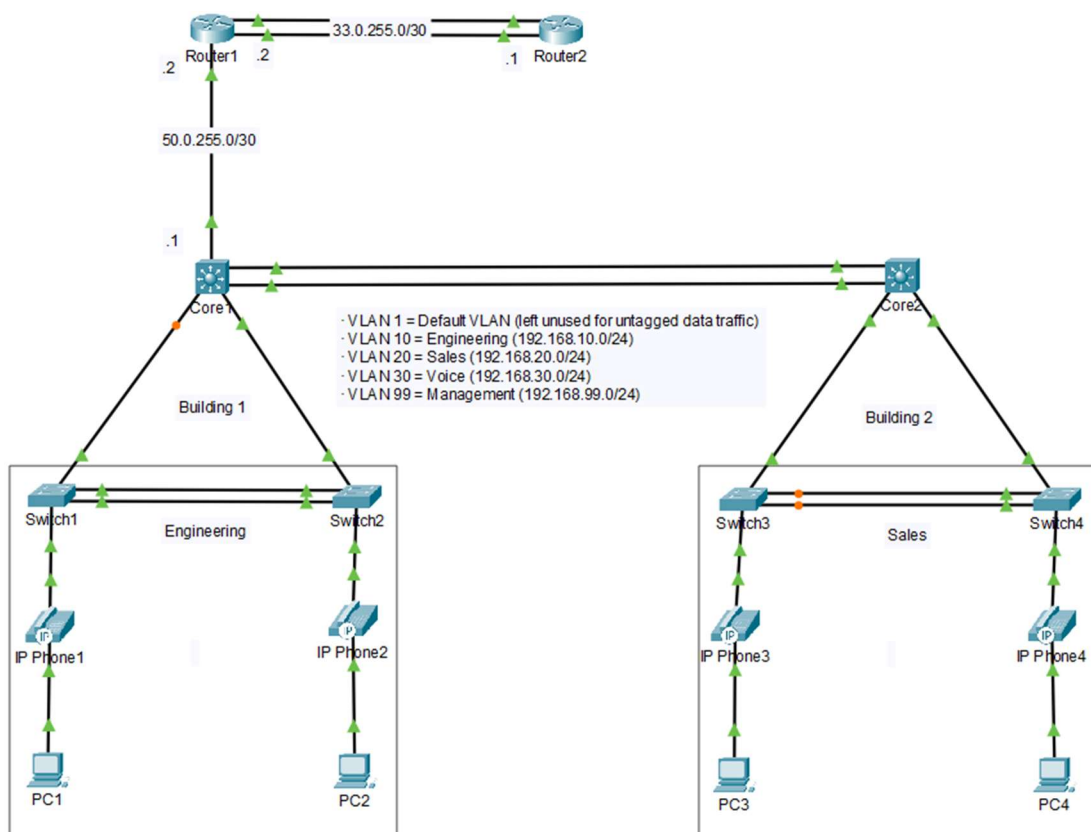 33.0.255.0/30
Router1
.2
.1
Router2
.2
50.0.255.0/30
.1
Core1
Core2
· VLAN 1 = Default VLAN (left unused for untagged data traffic)
· VLAN 10 = Engineering (192.168.10.0/24)
· VLAN 20 = Sales (192.168.20.0/24)
· VLAN 30 = Voice (192.168.30.0/24)
· VLAN 99 = Management (192.168.99.0/24)
Building 1
Building 2
Switch1
Switch2
Engineering
Switch3
Switch4
Sales
IP
IP Phone1
IP
IP Phone2
IP
IP Phone3
IP
IP Phone4
PC1
PC2
PC3
PC4